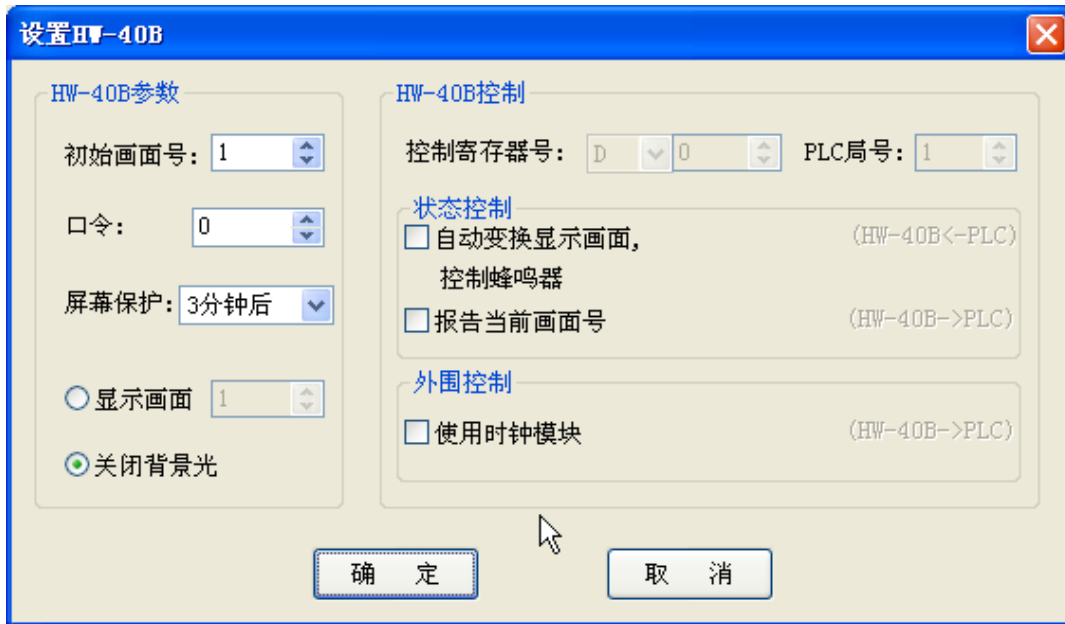 设置HW-40B
HW-40B参数
初始画面号: 1
口令: 0
屏幕保护: 3分钟后
显示画面 1
关闭背景光
HW-40B控制
控制寄存器号: D 0 PLC局号: 1
状态控制
自动变换显示画面, (HW-40B<-PLC)
控制蜂鸣器
报告当前画面号 (HW-40B->PLC)
外围控制
使用时钟模块 (HW-40B->PLC)
确 定 取 消